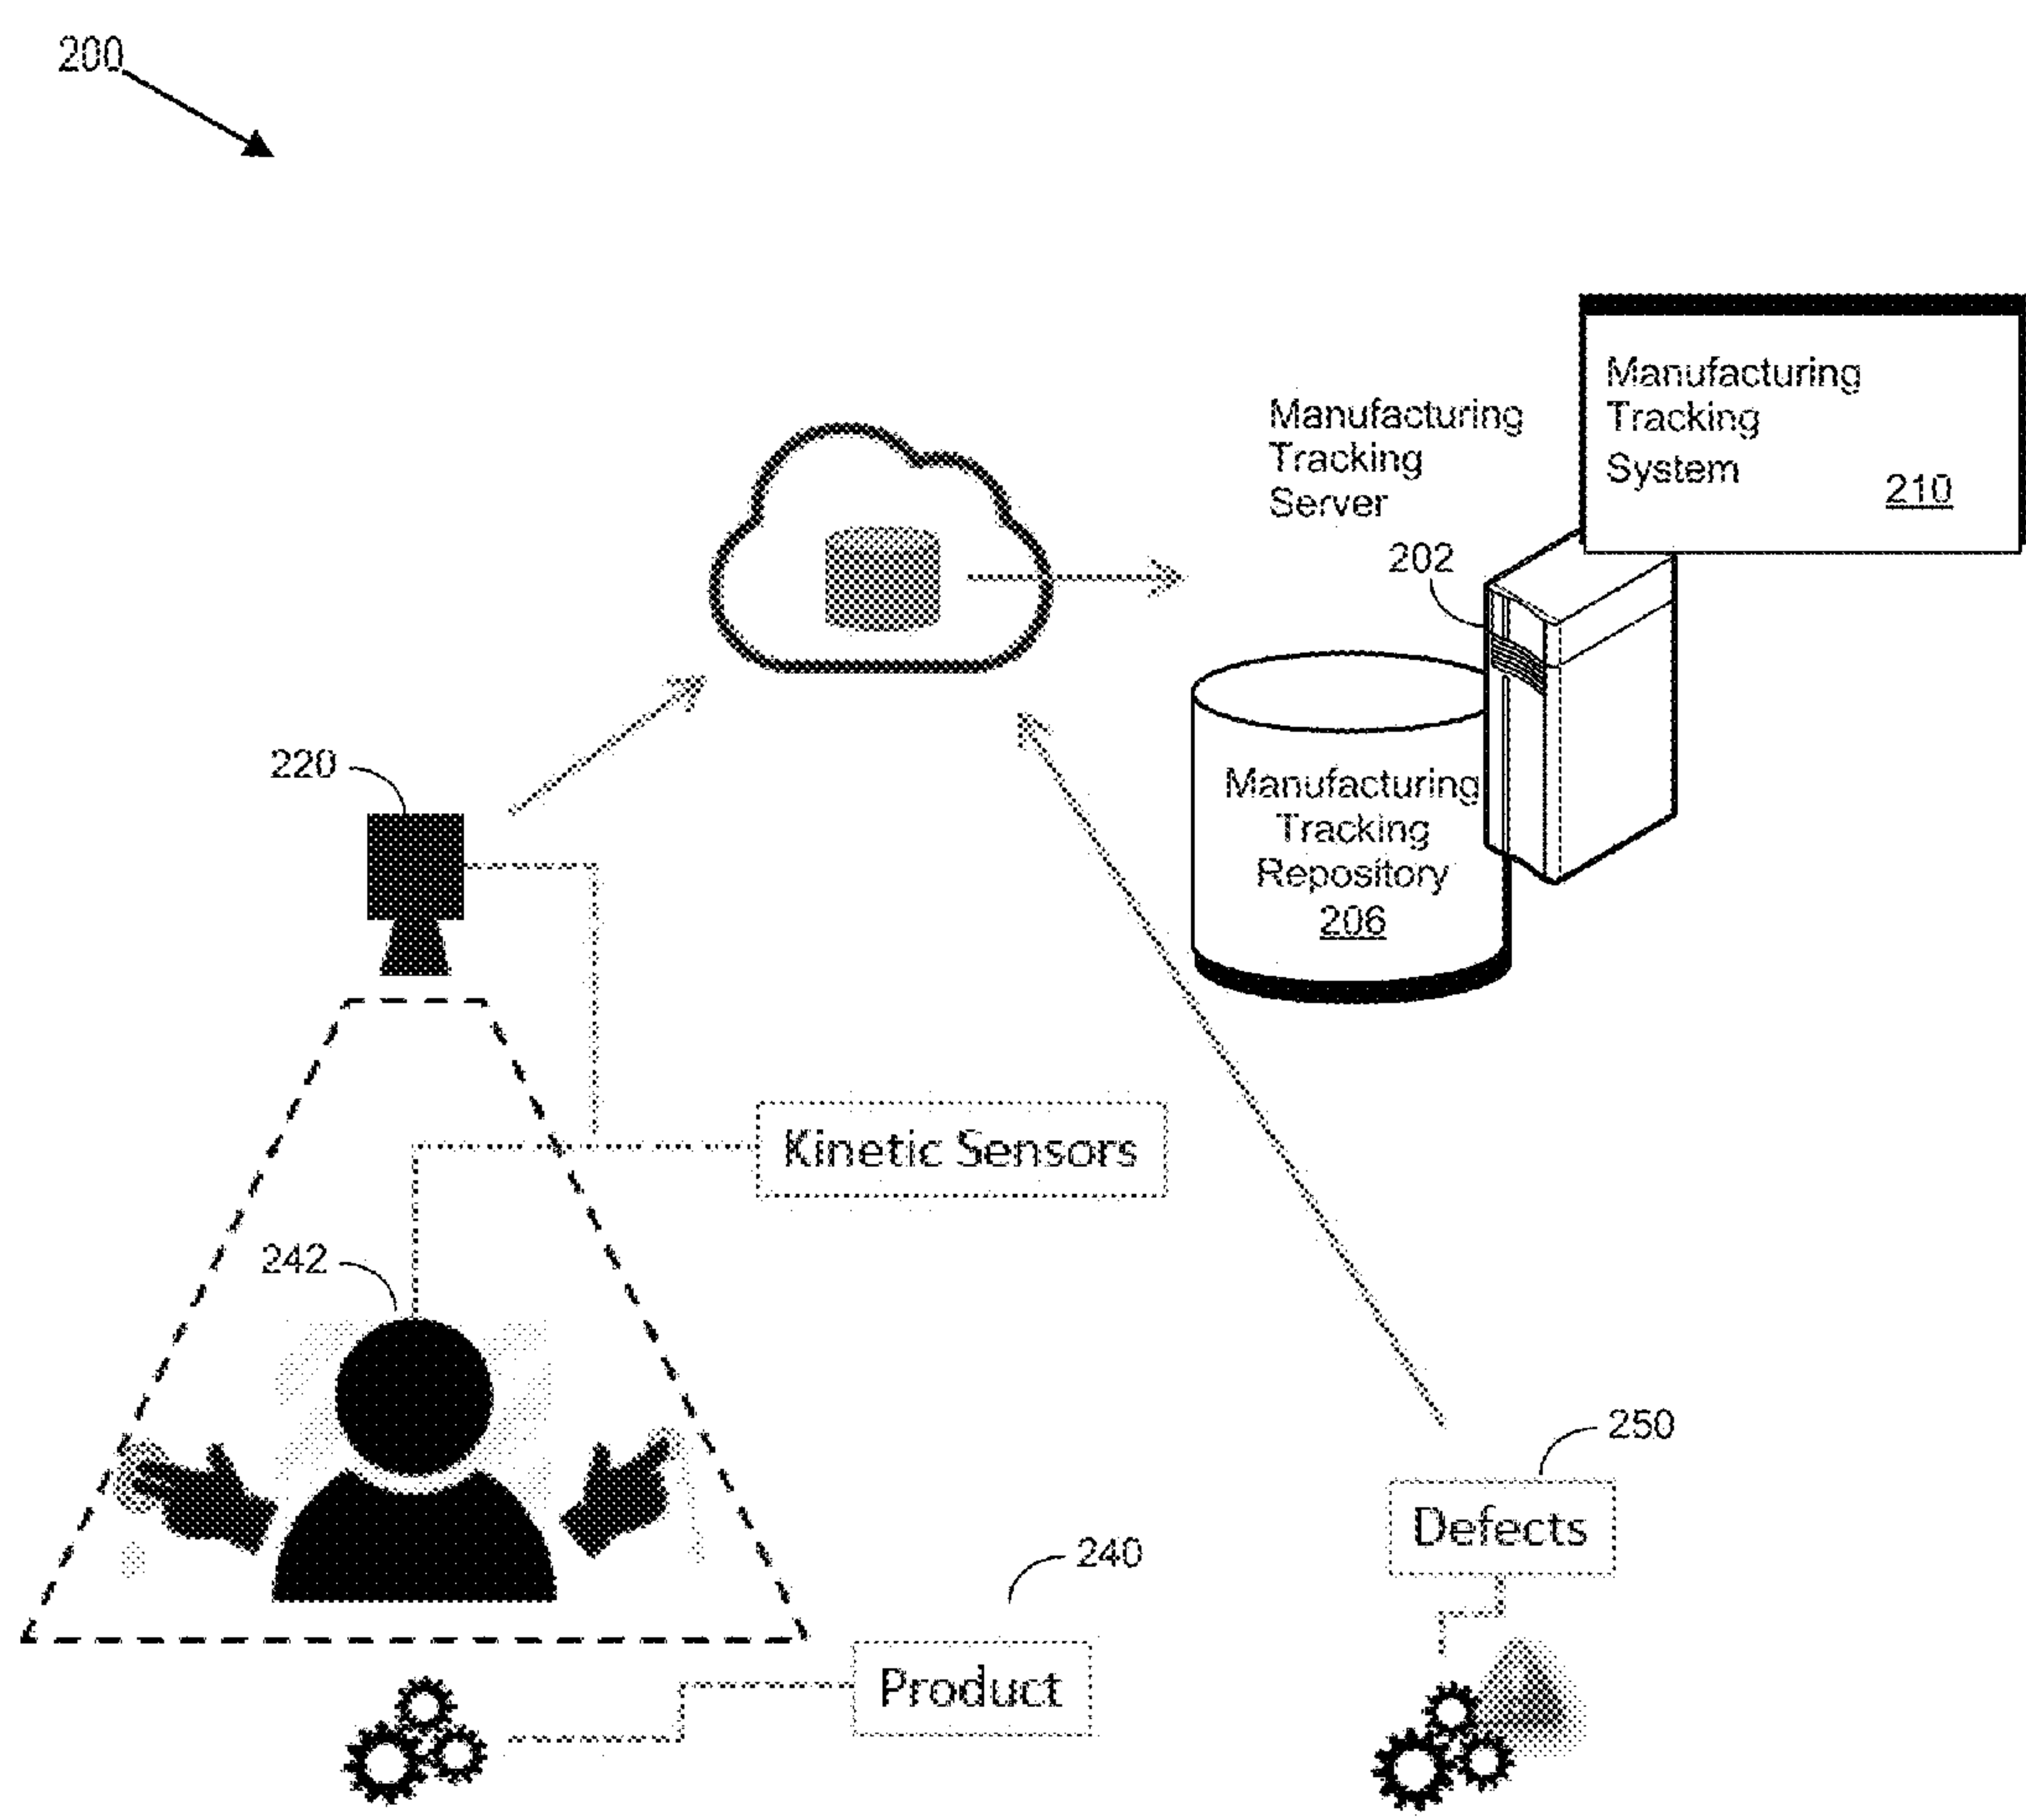 200
Manufacturing
Tracking
System
210
Manufacturing
Tracking
Server
202
220
Manufacturing
Tracking
Repository
206
Kinetic Sensors
242
250
Defects
240
Product